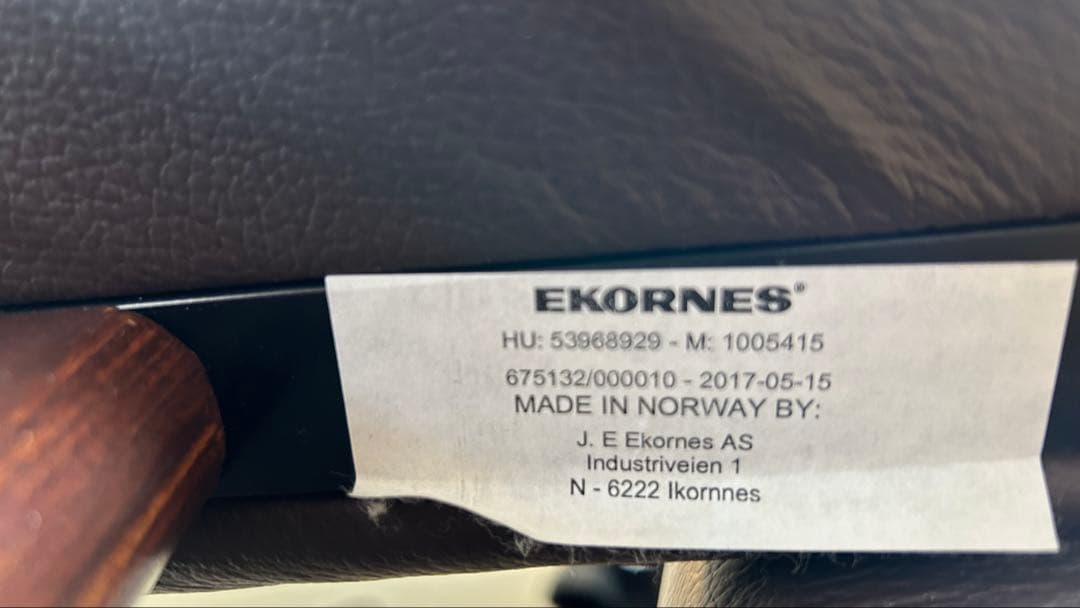 EKORNES®
HU: 53968929 - M: 1005415
675132/000010 - 2017-05-15
MADE IN NORWAY BY:
J. E Ekornes AS
Industriveien 1
N - 6222 Ikornnes